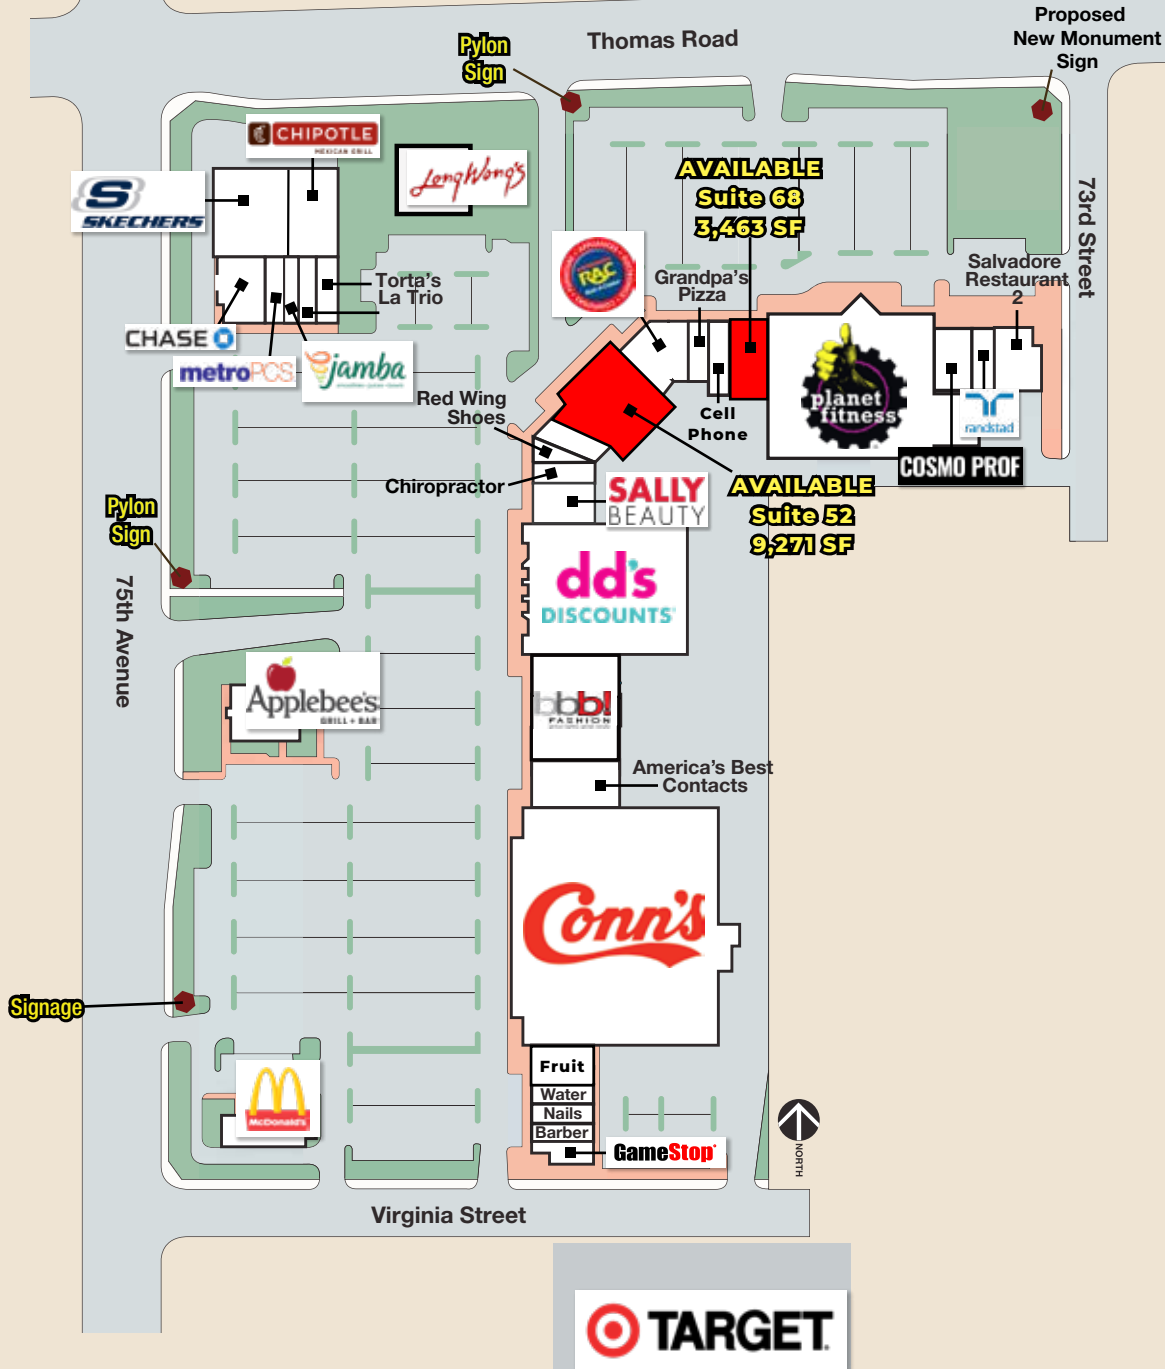 Proposed
New Monument
Sign
Thomas Road
Pylon
Sign
CHIPOTLE
MEXICAN GRILL
LongWong's
S
SKECHERS
AVAILABLE
Suite 68
3,463 SF
73rd Street
RAC
Grandpa's
Pizza
Salvadore
Restaurant
2
Torta's
La Trio
CHASE
metroPCS
jamba
Red Wing
Shoes
Cell
Phone
planet
fitness
randstad
COSMO PROF
Chiropractor
SALLY
BEAUTY
AVAILABLE
Suite 52
9,271 SF
Pylon
Sign
75th Avenue
dd's
DISCOUNTS
Applebee's
GRILL + BAR
bbb!
FASHION
America's Best
Contacts
Conn's
Signage
Fruit
Water
Nails
Barber
GameStop
McDonald's
NORTH
Virginia Street
TARGET